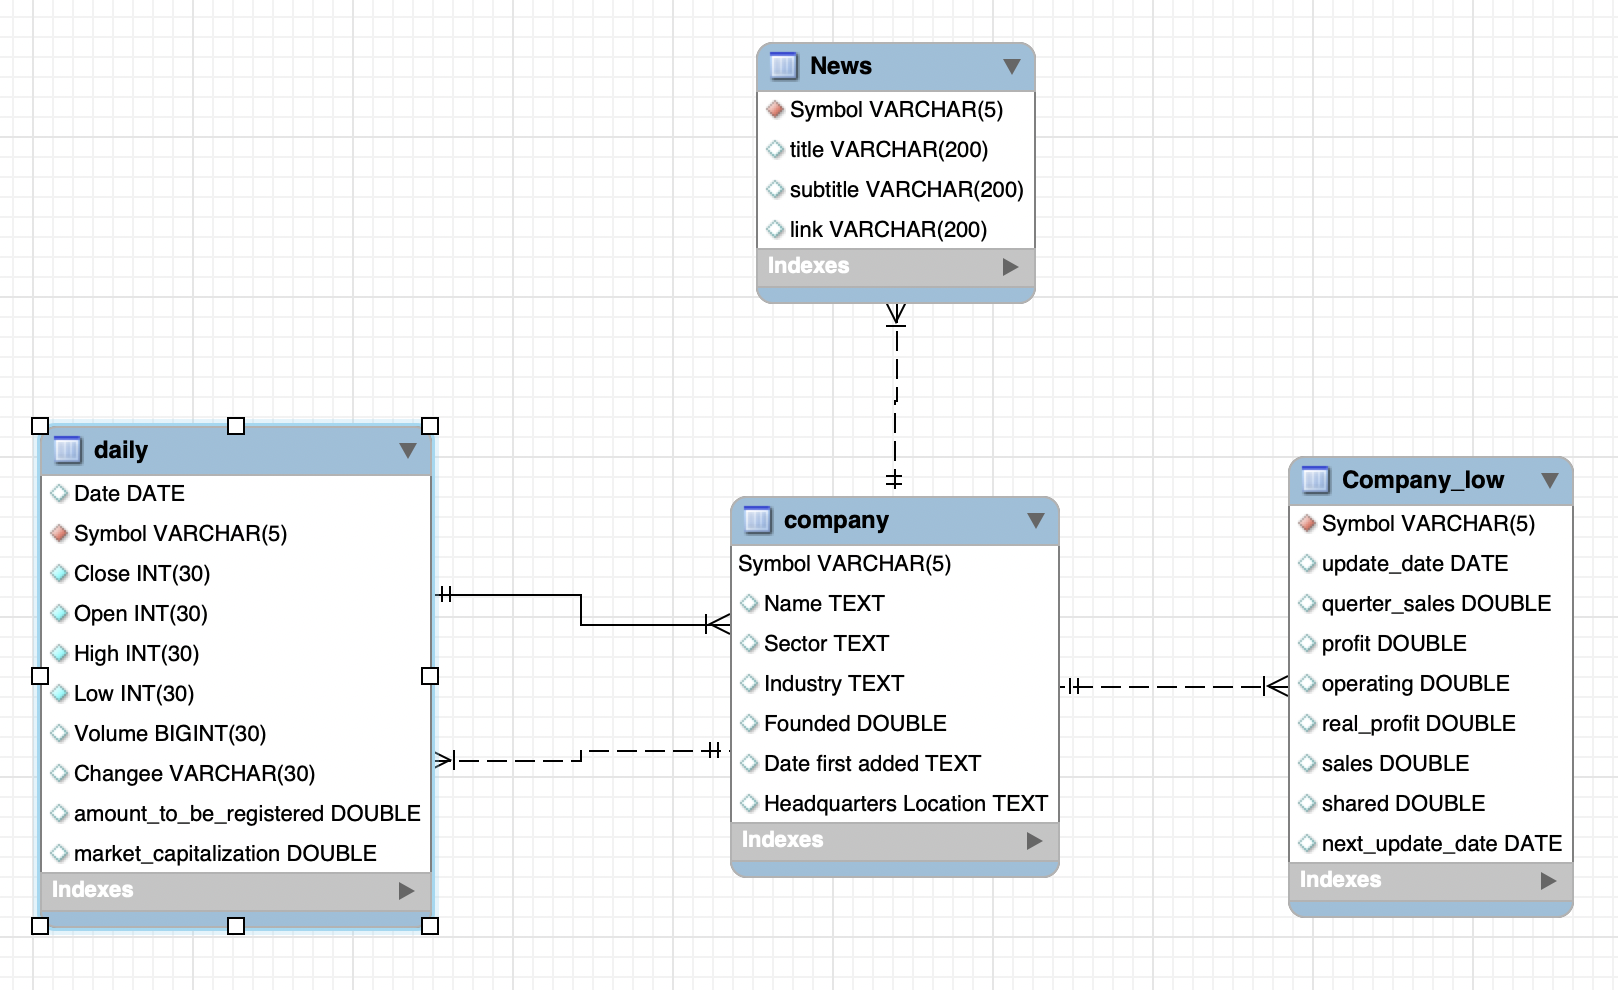 News
Symbol VARCHAR(5)
title VARCHAR(200)
subtitle VARCHAR(200)
link VARCHAR(200)
Indexes
daily
Date DATE
Symbol VARCHAR(5)
Close INT(30)
Open INT(30)
High INT(30)
Low INT(30)
Volume BIGINT(30)
Changee VARCHAR(30)
amount_to_be_registered DOUBLE
market_capitalization DOUBLE
Indexes
company
Symbol VARCHAR(5)
Name TEXT
Sector TEXT
Industry TEXT
Founded DOUBLE
Date first added TEXT
Headquarters Location TEXT
Indexes
Company_low
Symbol VARCHAR(5)
update_date DATE
querter_sales DOUBLE
profit DOUBLE
operating DOUBLE
real_profit DOUBLE
sales DOUBLE
shared DOUBLE
next_update_date DATE
Indexes